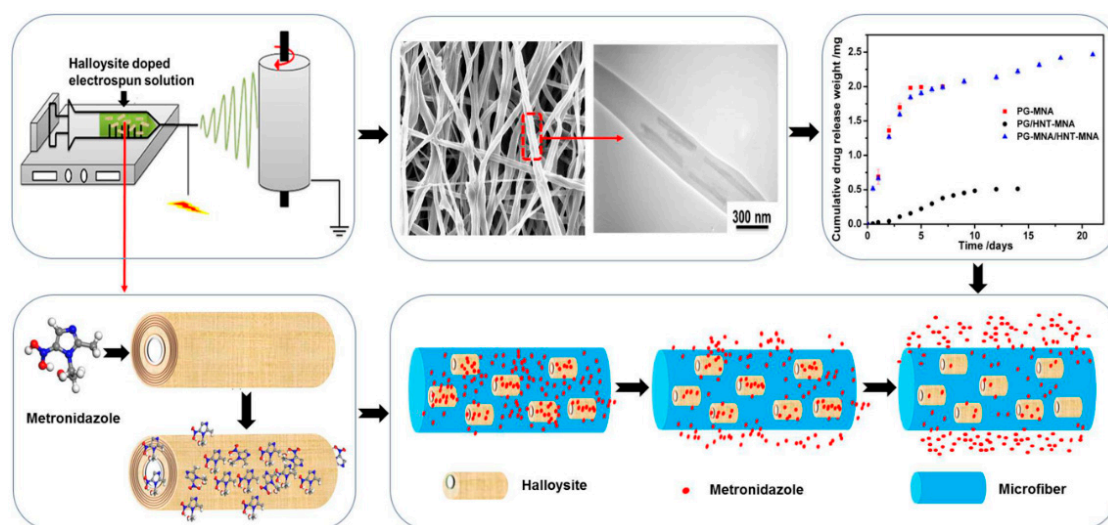 Halloysite doped
electrospun solution
300 nm
Cumulative drug release weight /mg
2.5
2.0
1.5
1.0
0.5
0.0
PG-MNA
PG/HNT-MNA
PG-MNA/HNT-MNA
0
5
10
15
20
Time /days
Metronidazole
Halloysite
Metronidazole
Microfiber